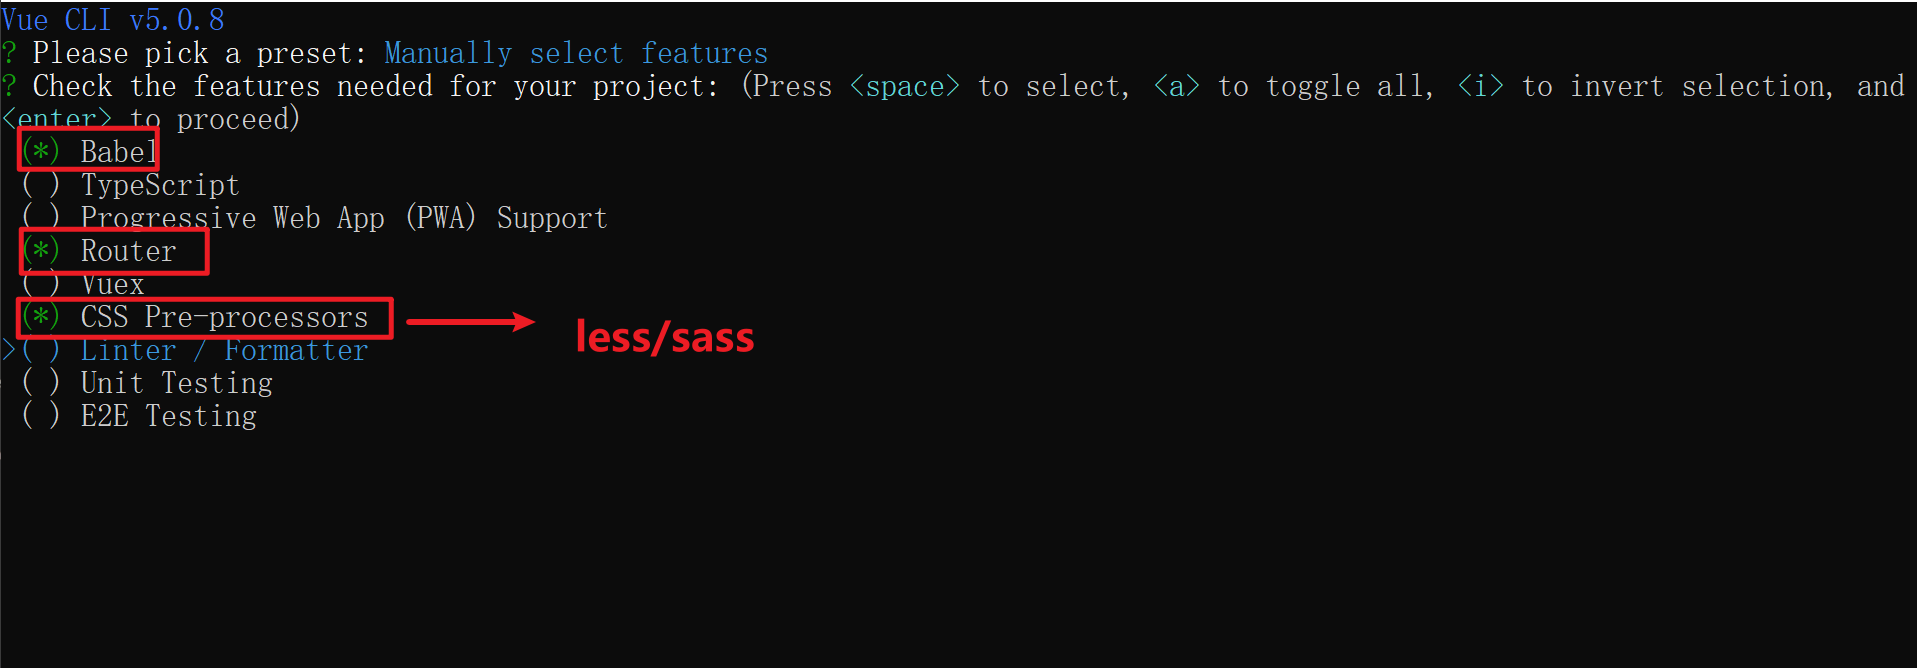 Vue CLI v5.0.8
? Please pick a preset: Manually select features
? Check the features needed for your project: (Press <space> to select, <a> to toggle all, <i> to invert selection, and
<enter> to proceed)
(*) Babel
( ) TypeScript
( ) Progressive Web App (PWA) Support
(*) Router
( ) Vuex
(*) CSS Pre-processors
less/sass
>( ) Linter / Formatter
( ) Unit Testing
( ) E2E Testing